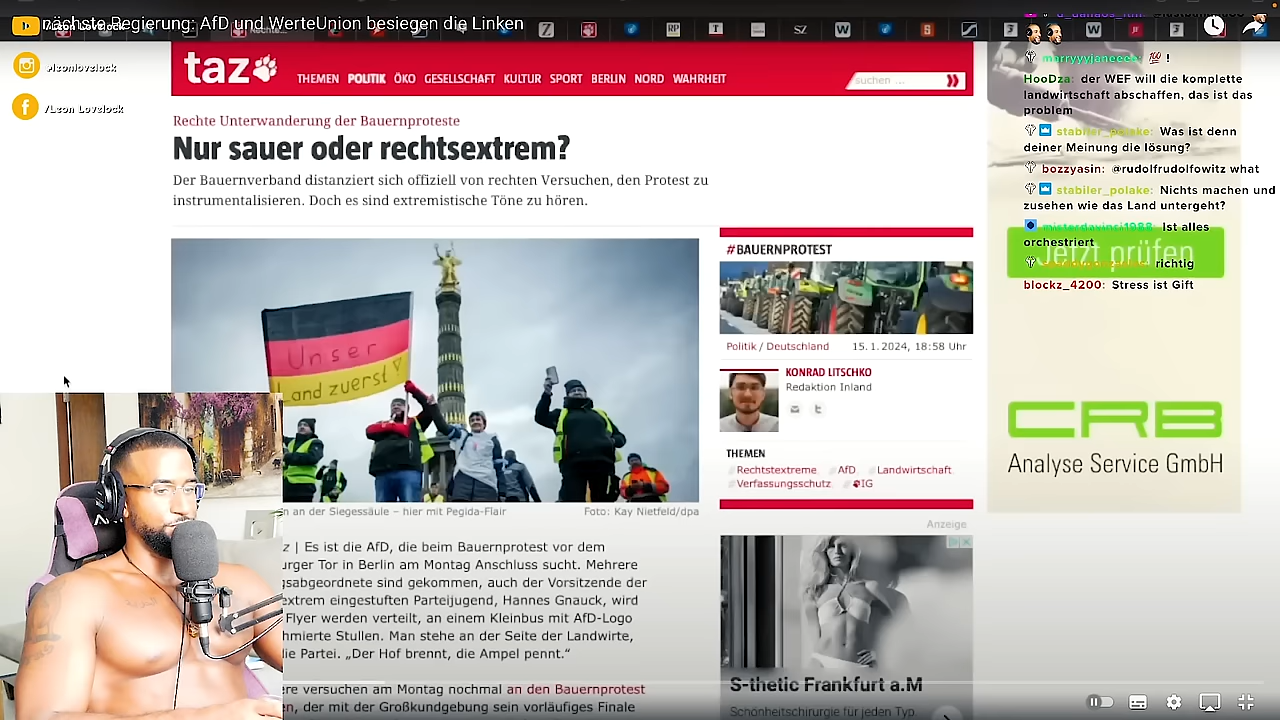 nächste Regierung: AfD und WerteUnion besiegen die Linken
/leonlovelock
/Leon Lovelock
taz
THEMEN POLITIK ÖKO GESELLSCHAFT KULTUR SPORT BERLIN NORD WAHRHEIT
suchen ...
Rechte Unterwanderung der Bauernproteste
Nur sauer oder rechtsextrem?
Der Bauernverband distanziert sich offiziell von rechten Versuchen, den Protest zu
instrumentalisieren. Doch es sind extremistische Töne zu hören.
Unser
Land zuerst
n an der Siegessäule – hier mit Pegida-Flair
Foto: Kay Nietfeld/dpa
z | Es ist die AfD, die beim Bauernprotest vor dem
urger Tor in Berlin am Montag Anschluss sucht. Mehrere
gsabgeordnete sind gekommen, auch der Vorsitzende der
extrem eingestuften Parteijugend, Hannes Gnauck, wird
Flyer werden verteilt, an einem Kleinbus mit AfD-Logo
hmierte Stullen. Man stehe an der Seite der Landwirte,
die Partei. „Der Hof brennt, die Ampel pennt.“
ere versuchen am Montag nochmal an den Bauernprotest
en, der mit der Großkundgebung sein vorläufiges Finale
#BAUERNPROTEST
Politik / Deutschland
15.1.2024, 18:58 Uhr
KONRAD LITSCHKO
Redaktion Inland
THEMEN
Rechtsextreme AfD Landwirtschaft
Verfassungsschutz IG
Anzeige
S-thetic Frankfurt a.M
Schönheitschirurgie für jeden Typ.
marryyjaneeee: 💯 !
HooDza: der WEF will die komplette
landwirtschaft abschaffen, das ist das
problem
stabiler_polake: Was ist denn
deiner Meinung die lösung?
bozzyasin: @rudolfrudolfowitz what
stabiler_polake: Nichts machen und
zusehen wie das Land untergeht?
misterdavinci1988: Ist alles
orchestriert
richtig
blockz_4200: Stress ist Gift
Jetzt prüfen
CRB
Analyse Service GmbH